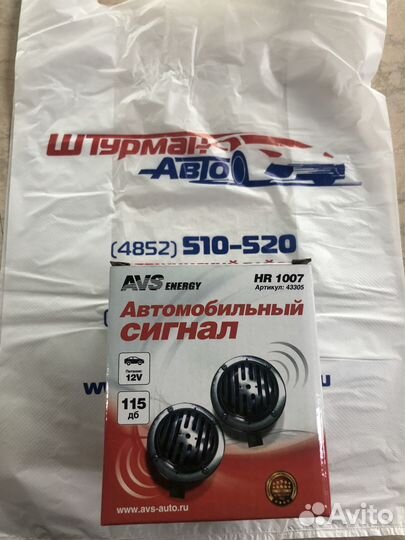 Штурман
Авто
(4852) 510-520
AVS ENERGY
HR 1007
Артикул: 43305
Автомобильный
сигнал
Питание
12V
115
дб
www.avs-auto.ru
Avito